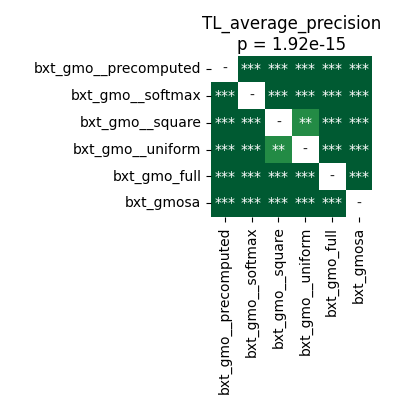 TL_average_precision
p = 1.92e-15
bxt_gmo__precomputed - *** *** *** *** ***
bxt_gmo__softmax *** - *** *** *** ***
bxt_gmo__square *** *** - ** *** ***
bxt_gmo__uniform *** *** ** - *** ***
bxt_gmo_full *** *** *** *** - ***
bxt_gmosa *** *** *** *** *** -
bxt_gmo__precomputed
bxt_gmo__softmax
bxt_gmo__square
bxt_gmo__uniform
bxt_gmo_full
bxt_gmosa